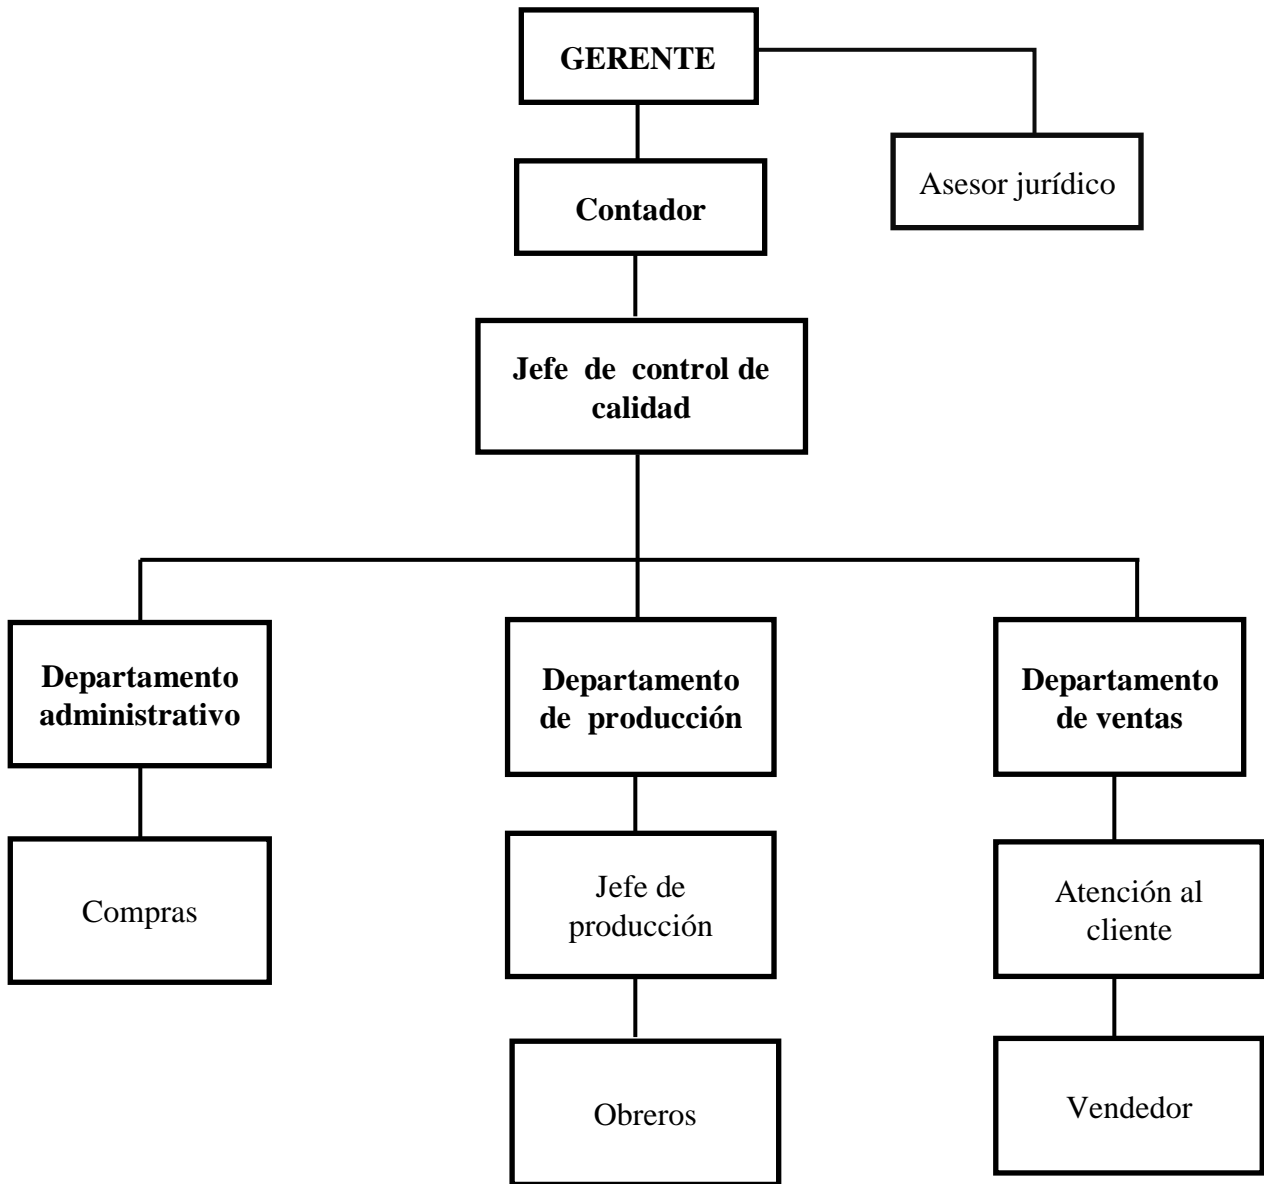 GERENTE
Asesor jurídico
Contador
Jefe de control de
calidad
Departamento
administrativo
Departamento
de producción
Departamento
de ventas
Compras
Jefe de
producción
Atención al
cliente
Obreros
Vendedor